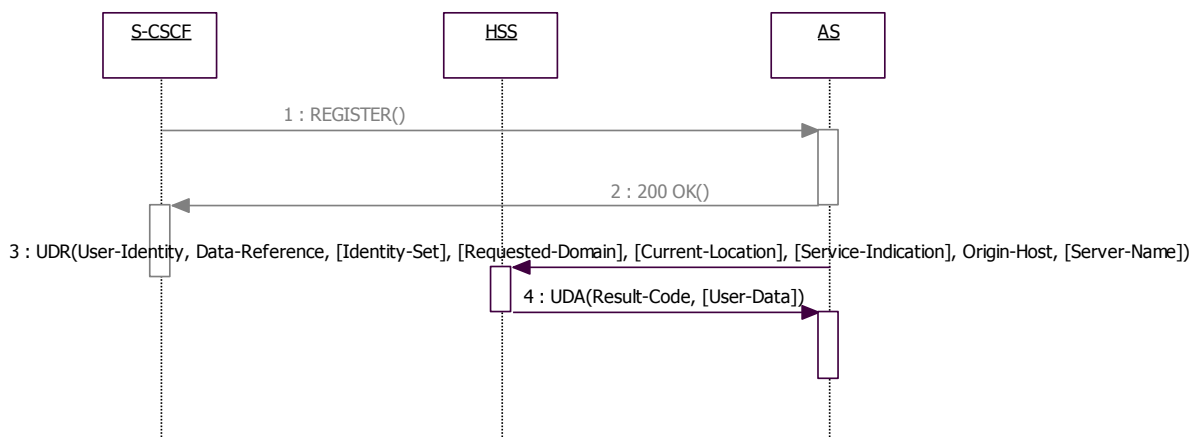 S-CSCF
HSS
AS
1 : REGISTER()
2 : 200 OK()
3 : UDR(User-Identity, Data-Reference, [Identity-Set], [Requested-Domain], [Current-Location], [Service-Indication], Origin-Host, [Server-Name])
4 : UDA(Result-Code, [User-Data])